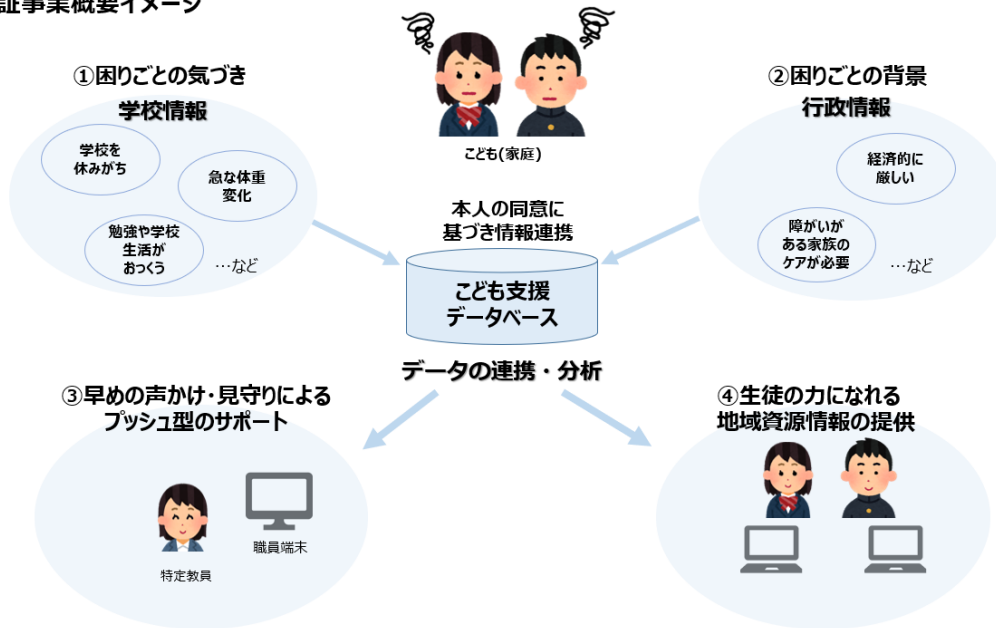 証事業概要イメージ
こども(家庭)
①困りごとの気づき
学校情報
学校を
休みがち
急な体重
変化
勉強や学校
生活が
おっくう
…など
②困りごとの背景
行政情報
経済的に
厳しい
障がいが
ある家族の
ケアが必要
…など
本人の同意に
基づき情報連携
こども支援
データベース
データの連携・分析
③早めの声かけ・見守りによる
プッシュ型のサポート
特定教員
職員端末
④生徒の力になれる
地域資源情報の提供